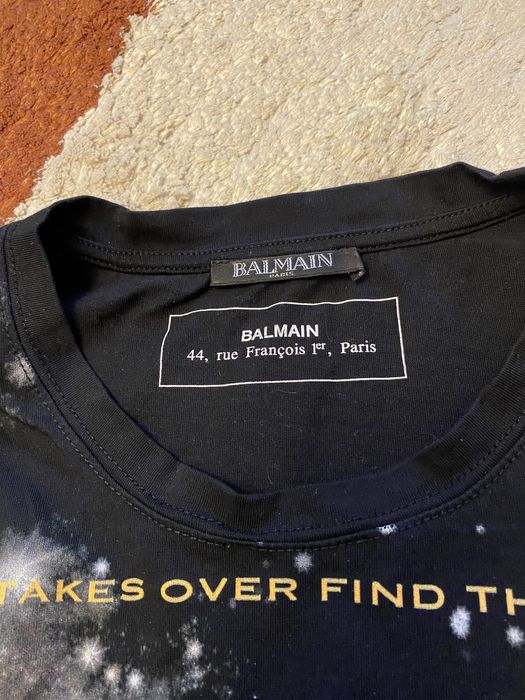 BALMAIN
PARIS
BALMAIN
44, rue François 1er, Paris
TAKES OVER FIND TH